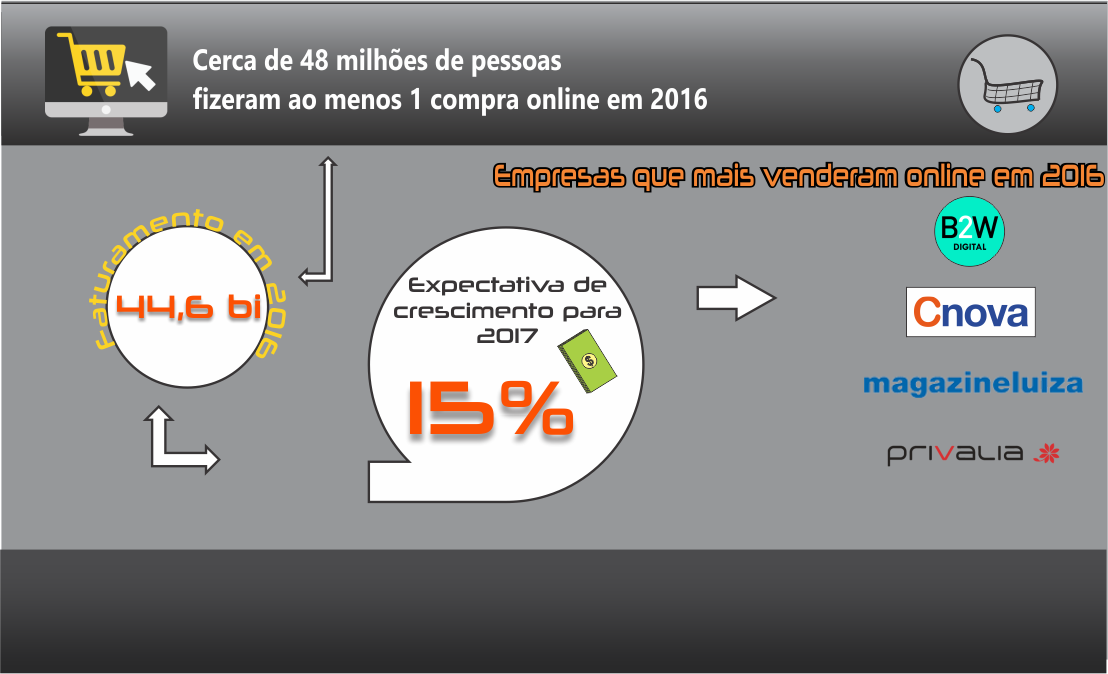 Cerca de 48 milhões de pessoas
fizeram ao menos 1 compra online em 2016
Empresas que mais venderam online em 2016
B2W
DIGITAL
Cnova
magazineluiza
privalia
Faturamento em 2016
44,6 bi
Expectativa de
crescimento para
2017
$
15%